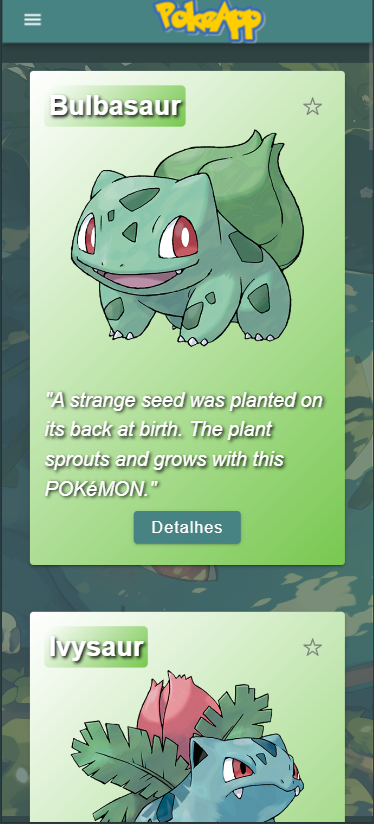 PokeApp
Bulbasaur
"A strange seed was planted on
its back at birth. The plant
sprouts and grows with this
POKéMON."
Detalhes
Ivysaur